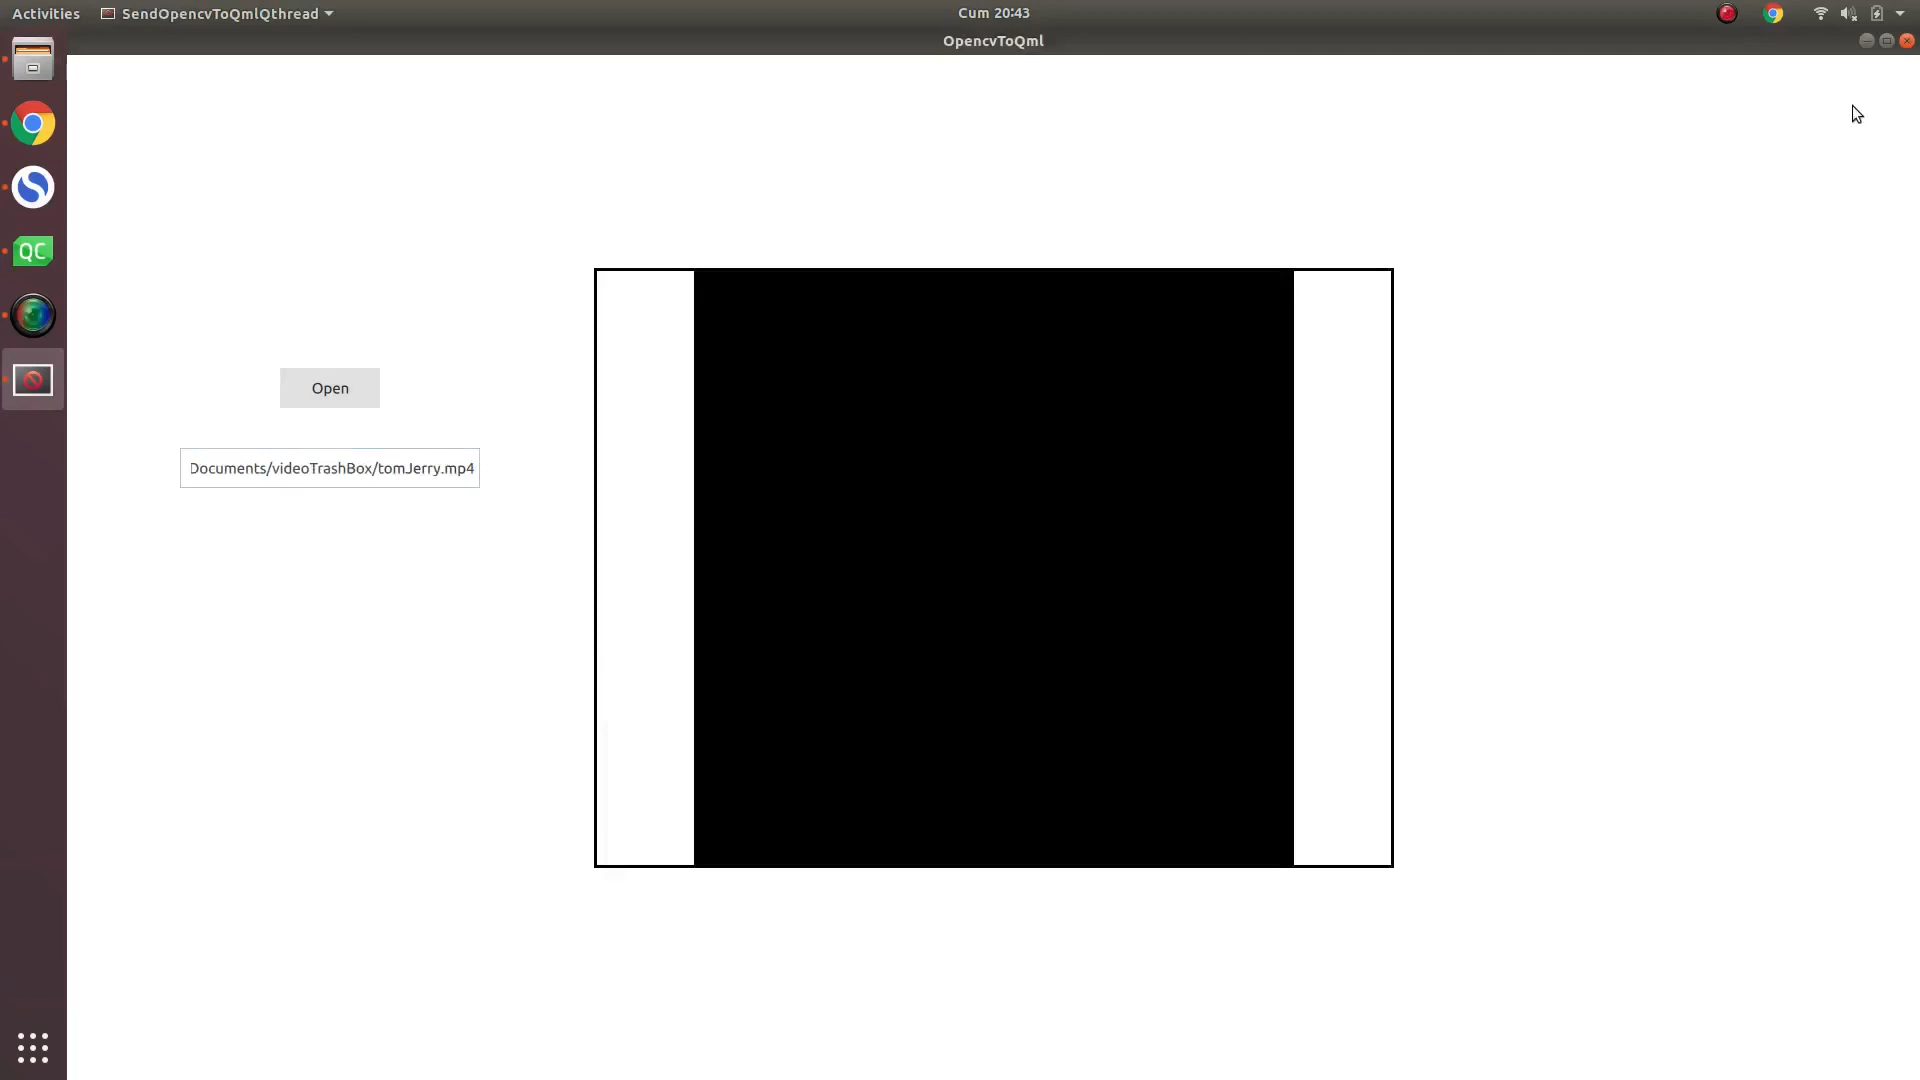 Activities
SendOpencvToQmlQthread
Cum 20:43
OpencvToQml
QC
Open
Documents/videoTrashBox/tomJerry.mp4